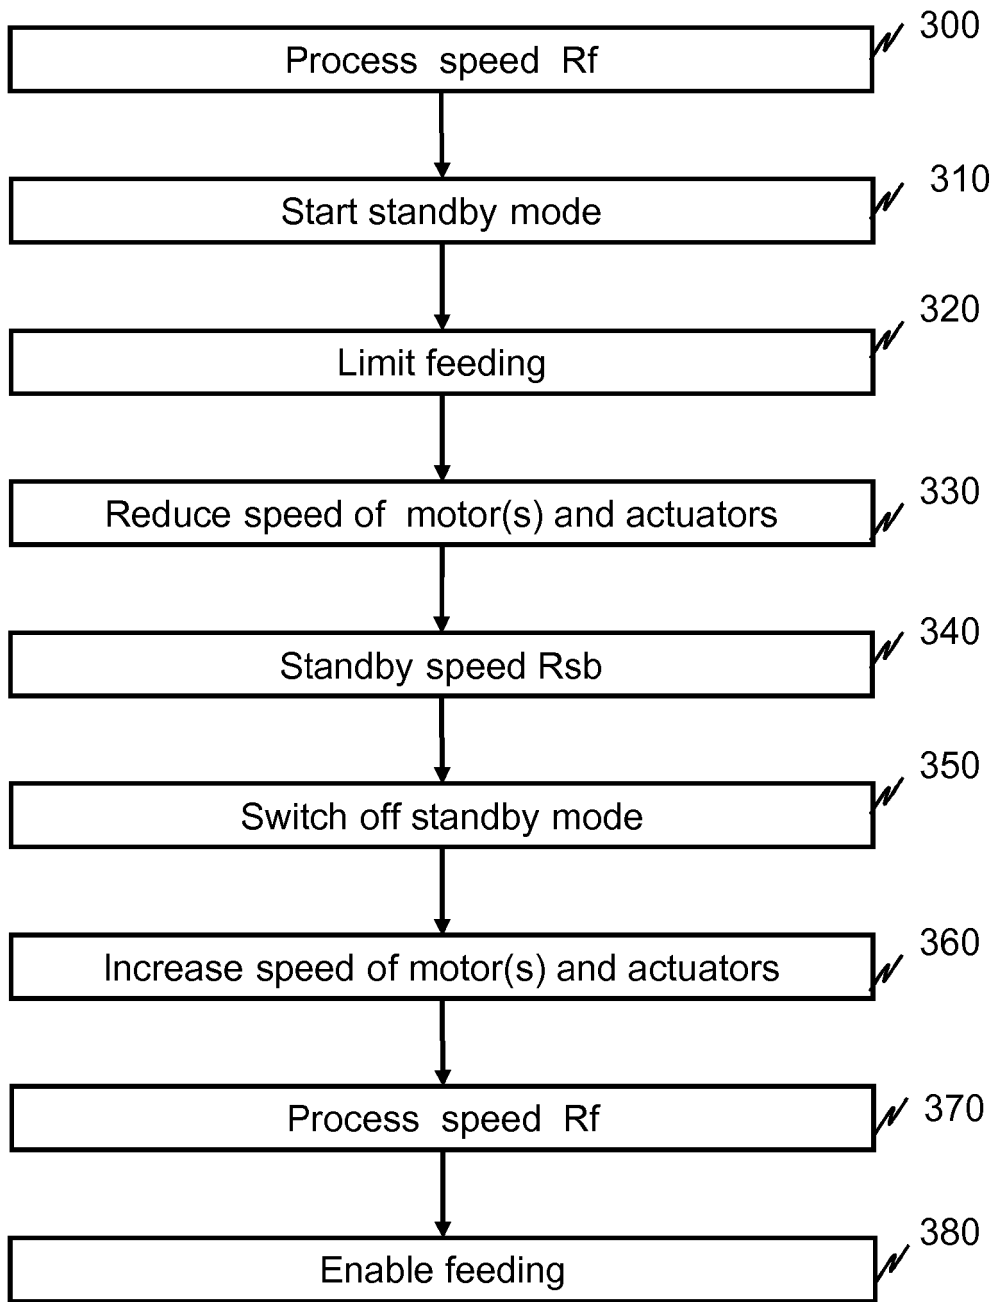 300
Process speed Rf
310
Start standby mode
320
Limit feeding
330
Reduce speed of motor(s) and actuators
340
Standby speed Rsb
350
Switch off standby mode
360
Increase speed of motor(s) and actuators
370
Process speed Rf
380
Enable feeding